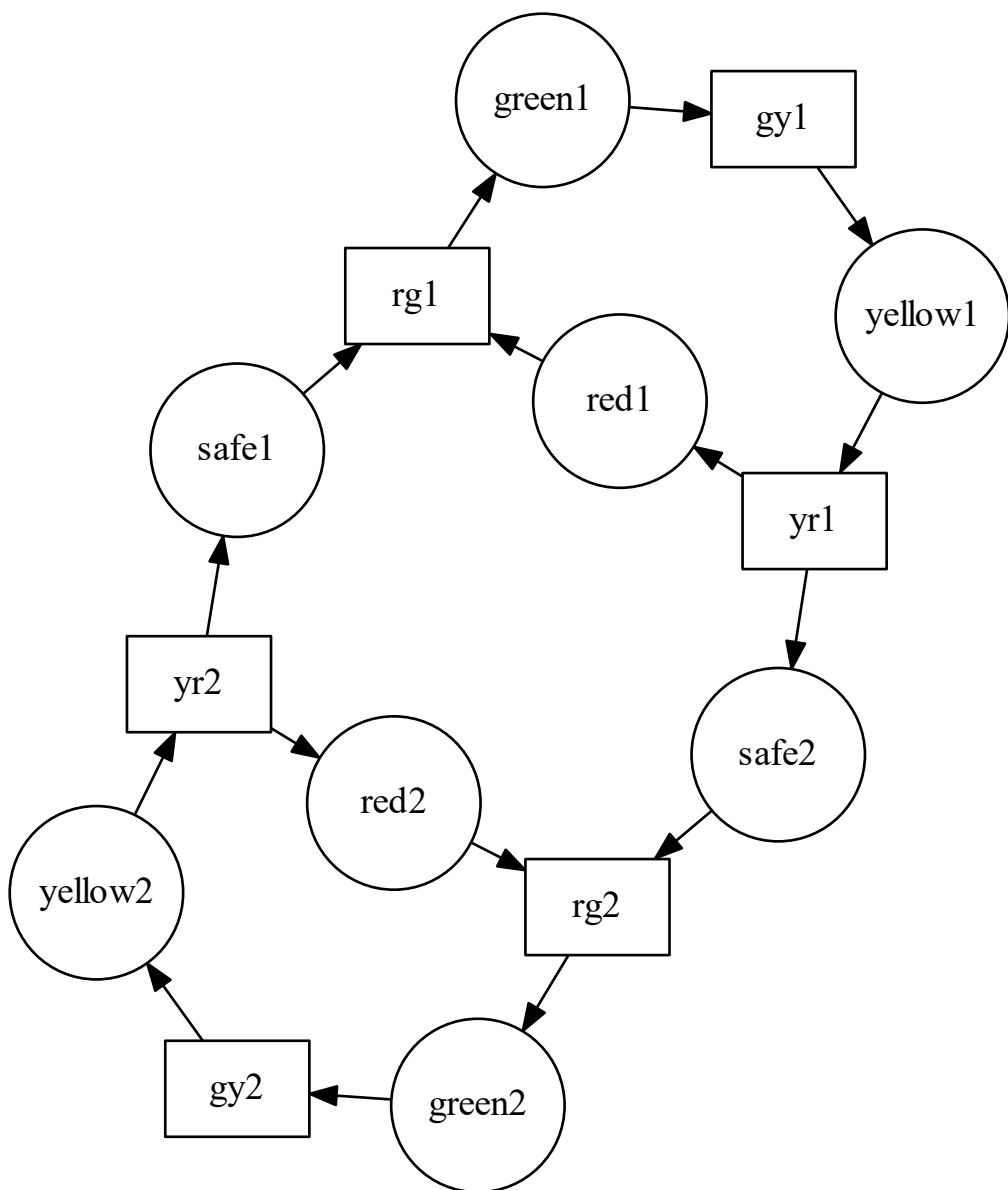 green1
gy1
rg1
yellow1
red1
safe1
yr1
yr2
safe2
red2
yellow2
rg2
gy2
green2